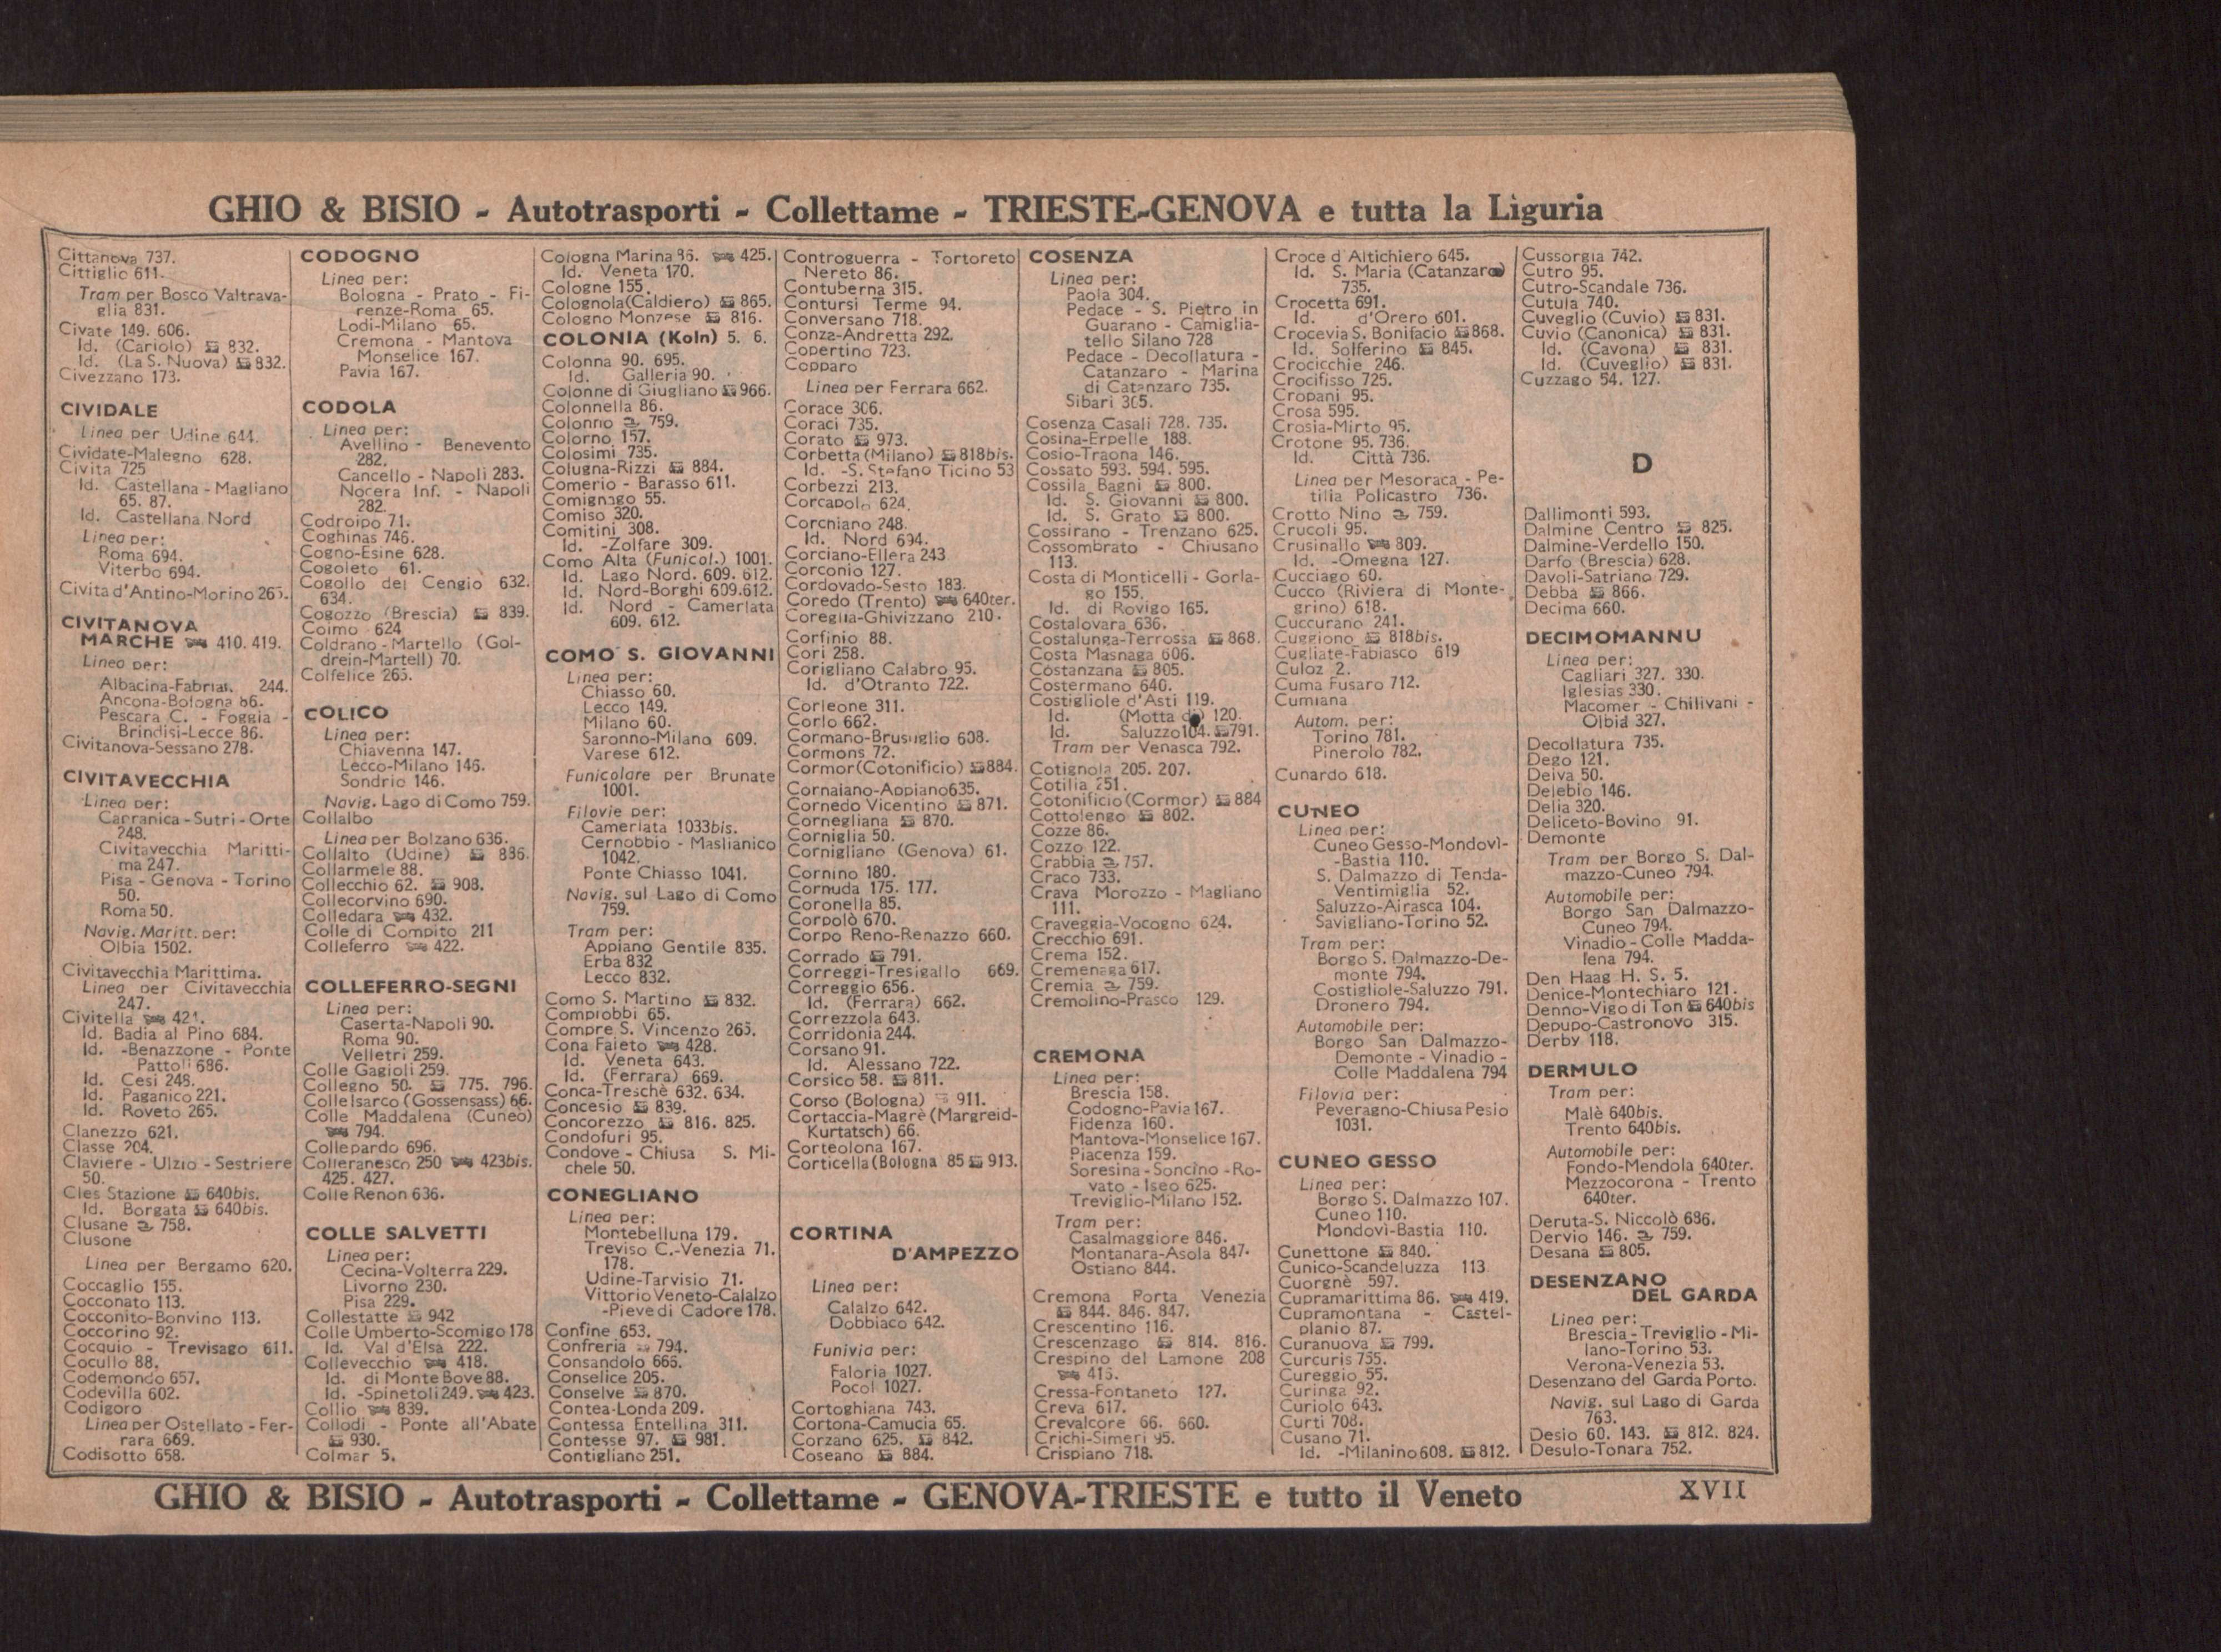 GHIO & BISIO - Autotrasporti - Collettame - TRIESTE-GENOVA e tutta la Liguria
Cittanova 737.
Cittiglio 611.
Tram per Bosco Valtrava-
glia 831.
Civate 149. 606.
Id. (Cariolo) 832.
Id. (La S. Nuova) 832.
Civezzano 173.
CIVIDALE
Linea per Udine 644.
Cividate-Malegno 628.
Civita 725
Id. Castellana - Magliano
65. 87.
Id. Castellana Nord
Linea per:
Roma 694.
Viterbo 694.
Civita d'Antino-Morino 265.
CIVITANOVA
MARCHE 410. 419.
Linea per:
Albacina-Fabrian. 244.
Ancona-Bologna 86.
Pescara C. - Foggia -
Brindisi-Lecce 86.
Civitanova-Sessano 278.
CIVITAVECCHIA
Linea per:
Capranica - Sutri - Orte
248.
Civitavecchia Maritti-
ma 247.
Pisa - Genova - Torino
50.
Roma 50.
Navig. Maritt. per:
Olbia 1502.
Civitavecchia Marittima.
Linea per Civitavecchia
247.
Civitella 421.
Id. Badia al Pino 684.
Id. -Benazzone - Ponte
Pattoli 686.
Id. Cesi 248.
Id. Paganico 221.
Id. Roveto 265.
Clanezzo 621.
Classe 204.
Claviere - Ulzio - Sestriere
50.
Cles Stazione 640bis.
Id. Borgata 640bis.
Clusane 758.
Clusone
Linea per Bergamo 620.
Coccaglio 155.
Cocconato 113.
Cocconito-Bonvino 113.
Coccorino 92.
Cocquio - Trevisago 611.
Cocullo 88.
Codemondo 657.
Codevilla 602.
Codigoro
Linea per Ostellato - Fer-
rara 669.
Codisotto 658.
CODOGNO
Linea per:
Bologna - Prato - Fi-
renze-Roma 65.
Lodi-Milano 65.
Cremona - Mantova
Monselice 167.
Pavia 167.
CODOLA
Linea per:
Avellino - Benevento
282.
Cancello - Napoli 283.
Nocera Inf. - Napoli
282.
Codroipo 71.
Coghinas 746.
Cogno-Esine 628.
Cogoleto 61.
Cogollo del Cengio 632.
634.
Cogozzo (Brescia) 839.
Coimo 624
Coldrano - Martello (Gol-
drein-Martell) 70.
Colfelice 265.
COLICO
Linea per:
Chiavenna 147.
Lecco-Milano 146.
Sondrio 146.
Navig. Lago di Como 759.
Collalbo
Linea per Bolzano 636.
Collalto (Udine) 886.
Collarmele 88.
Collecchio 62. 908.
Collecorvino 690.
Colledara 432.
Colle di Compito 211
Colleferro 422.
COLLEFERRO-SEGNI
Linea per:
Caserta-Napoli 90.
Roma 90.
Velletri 259.
Colle Gagioli 259.
Collegno 50. 775. 796.
Colle Isarco (Gossensass) 66.
Colle Maddalena (Cuneo)
794.
Collepardo 696.
Colleranesco 250 423bis.
425. 427.
Colle Renon 636.
COLLE SALVETTI
Linea per:
Cecina-Volterra 229.
Livorno 230.
Pisa 229.
Collestatte 942
Colle Umberto-Scomigo 178
Id. Val d'Elsa 222.
Collevecchio 418.
Id. di Monte Bove 88.
Id. -Spinetoli 249. 423.
Collio 839.
Collodi - Ponte all'Abate
930.
Colmar 5.
Cologna Marina 86. 425.
Id. Veneta 170.
Cologne 155.
Colognola (Caldiero) 865.
Cologno Monzese 816.
COLONIA (Koln) 5. 6.
Colonna 90. 695.
Id. Galleria 90.
Colonne di Giugliano 966.
Colonnella 86.
Colonno 759.
Colorno 157.
Colosimi 735.
Colugna-Rizzi 884.
Comerio - Barasso 611.
Comignago 55.
Comiso 320.
Comitini 308.
Id. -Zolfare 309.
Como Alta (Funicol.) 1001.
Id. Lago Nord. 609. 612.
Id. Nord-Borghi 609.612.
Id. Nord - Camerlata
609. 612.
COMO S. GIOVANNI
Linea per:
Chiasso 60.
Lecco 149.
Milano 60.
Saronno-Milano 609.
Varese 612.
Funicolare per Brunate
1001.
Filovie per:
Camerlata 1033bis.
Cernobbio - Maslianico
1042.
Ponte Chiasso 1041.
Navig. sul Lago di Como
759.
Tram per:
Appiano Gentile 835.
Erba 832
Lecco 832.
Como S. Martino 832.
Compiobbi 65.
Compre S. Vincenzo 265.
Cona Faieto 428.
Id. Veneta 643.
Id. (Ferrara) 669.
Conca-Treschè 632. 634.
Concesio 839.
Concorezzo 816. 825.
Condofuri 95.
Condove - Chiusa S. Mi-
chele 50.
CONEGLIANO
Linea per:
Montebelluna 179.
Treviso C.-Venezia 71.
178.
Udine-Tarvisio 71.
Vittorio Veneto-Calalzo
-Pieve di Cadore 178.
Confine 653.
Confreria 794.
Consandolo 665.
Conselice 205.
Conselve 870.
Contea-Londa 209.
Contessa Entellina 311.
Contesse 97. 981.
Contigliano 251.
Controguerra - Tortoreto
Nereto 86.
Contuberna 315.
Contursi Terme 94.
Conversano 718.
Conza-Andretta 292.
Copertino 723.
Copparo
Linea per Ferrara 662.
Corace 306.
Coraci 735.
Corato 973.
Corbetta (Milano) 818bis.
Id. -S. Stefano Ticino 53
Corbezzi 213.
Corcapolo 624.
Corchiano 248.
Id. Nord 694.
Corciano-Ellera 243
Corconio 127.
Cordovado-Sesto 183.
Coredo (Trento) 640ter.
Coreglia-Ghivizzano 210.
Corfinio 88.
Cori 258.
Corigliano Calabro 95.
Id. d'Otranto 722.
Corleone 311.
Corlo 662.
Cormano-Brusuglio 608.
Cormons 72.
Cormor (Cotonificio) 884.
Cornaiano-Appiano 635.
Cornedo Vicentino 871.
Cornegliana 870.
Corniglia 50.
Cornigliano (Genova) 61.
Cornino 180.
Cornuda 175. 177.
Coronella 85.
Corpolò 670.
Corpo Reno-Renazzo 660.
Corrado 791.
Correggi-Tresigallo 669.
Correggio 656.
Id. (Ferrara) 662.
Correzzola 643.
Corridonia 244.
Corsano 91.
Id. Alessano 722.
Corsico 58. 811.
Corso (Bologna) 911.
Cortaccia-Magrè (Margreid-
Kurtatsch) 66.
Corteolona 167.
Corticella (Bologna 85 913.
CORTINA
D'AMPEZZO
Linea per:
Calalzo 642.
Dobbiaco 642.
Funivia per:
Faloria 1027.
Pocol 1027.
Cortoghiana 743.
Cortona-Camucia 65.
Corzano 625. 842.
Coseano 884.
COSENZA
Linea per:
Paola 304.
Pedace - S. Pietro in
Guarano - Camiglia-
tello Silano 728
Pedace - Decollatura -
Catanzaro - Marina
di Catanzaro 735.
Sibari 305.
Cosenza Casali 728. 735.
Cosina-Erpelle 188.
Cosio-Traona 146.
Cossato 593. 594. 595.
Cossila Bagni 800.
Id. S. Giovanni 800.
Id. S. Grato 800.
Cossirano - Trenzano 625.
Cossombrato - Chiusano
113.
Costa di Monticelli - Gorla-
go 155.
Id. di Rovigo 165.
Costalovara 636.
Costalunga-Terrossa 868.
Costa Masnaga 606.
Costanzana 805.
Costermano 640.
Costigliole d'Asti 119.
Id. (Motta di) 120.
Id. Saluzzo 104. 791.
Tram per Venasca 792.
Cotignola 205. 207.
Cotilia 251.
Cotonificio (Cormor) 884
Cottolengo 802.
Cozze 86.
Cozzo 122.
Crabbia 757.
Craco 733.
Crava Morozzo - Magliano
111.
Craveggia-Vocogno 624.
Crecchio 691.
Crema 152.
Cremenaga 617.
Cremia 759.
Cremolino-Prasco 129.
CREMONA
Linea per:
Brescia 158.
Codogno-Pavia 167.
Fidenza 160.
Mantova-Monselice 167.
Piacenza 159.
Soresina - Soncino - Ro-
vato - Iseo 625.
Treviglio-Milano 152.
Tram per:
Casalmaggiore 846.
Montanara-Asola 847.
Ostiano 844.
Cremona Porta Venezia
844. 846. 847.
Crescentino 116.
Crescenzago 814. 816.
Crespino del Lamone 208
415.
Cressa-Fontaneto 127.
Creva 617.
Crevalcore 66. 660.
Crichi-Simeri 95.
Crispiano 718.
Croce d'Altichiero 645.
Id. S. Maria (Catanzaro)
735.
Crocetta 691.
Id. d'Orero 601.
Crocevia S. Bonifacio 868.
Id. Solferino 845.
Crocicchie 246.
Crocifisso 725.
Cropani 95.
Crosa 595.
Crosia-Mirto 95.
Crotone 95. 736.
Id. Città 736.
Linea per Mesoraca - Pe-
tilia Policastro 736.
Crotto Nino 759.
Crucoli 95.
Crusinallo 809.
Id. -Omegna 127.
Cucciago 60.
Cucco (Riviera di Monte-
grino) 618.
Cuccurano 241.
Cuggiono 818bis.
Cugliate-Fabiasco 619
Culoz 2.
Cuma Fusaro 712.
Cumiana
Autom. per:
Torino 781.
Pinerolo 782.
Cunardo 618.
CUNEO
Linea per:
Cuneo Gesso-Mondovì-
-Bastia 110.
S. Dalmazzo di Tenda-
Ventimiglia 52.
Saluzzo-Airasca 104.
Savigliano-Torino 52.
Tram per:
Borgo S. Dalmazzo-De-
monte 794.
Costigliole-Saluzzo 791.
Dronero 794.
Automobile per:
Borgo San Dalmazzo-
Demonte - Vinadio -
Colle Maddalena 794
Filovia per:
Peveragno-Chiusa Pesio
1031.
CUNEO GESSO
Linea per:
Borgo S. Dalmazzo 107.
Cuneo 110.
Mondovì-Bastia 110.
Cunettone 840.
Cunico-Scandeluzza 113
Cuorgnè 597.
Cupramarittima 86. 419.
Cupramontana - Castel-
planio 87.
Curanuova 799.
Curcuris 755.
Cureggio 55.
Curinga 92.
Curiolo 643.
Curti 708.
Cusano 71.
Id. -Milanino 608. 812.
Cussorgia 742.
Cutro 95.
Cutro-Scandale 736.
Cutula 740.
Cuveglio (Cuvio) 831.
Cuvio (Canonica) 831.
Id. (Cavona) 831.
Id. (Cuveglio) 831.
Cuzzago 54. 127.
D
Dallimonti 593.
Dalmine Centro 825.
Dalmine-Verdello 150.
Darfo (Brescia) 628.
Davoli-Satriano 729.
Debba 866.
Decima 660.
DECIMOMANNU
Linea per:
Cagliari 327. 330.
Iglesias 330.
Macomer - Chilivani -
Olbia 327.
Decollatura 735.
Dego 121.
Deiva 50.
Delebio 146.
Delia 320.
Deliceto-Bovino 91.
Demonte
Tram per Borgo S. Dal-
mazzo-Cuneo 794.
Automobile per:
Borgo San Dalmazzo-
Cuneo 794.
Vinadio - Colle Madda-
lena 794.
Den Haag H. S. 5.
Denice-Montechiaro 121.
Denno-Vigo di Ton 640bis
Depupo-Castronovo 315.
Derby 118.
DERMULO
Tram per:
Malè 640bis.
Trento 640bis.
Automobile per:
Fondo-Mendola 640ter.
Mezzocorona - Trento
640ter.
Deruta-S. Niccolò 686.
Dervio 146. 759.
Desana 805.
DESENZANO
DEL GARDA
Linea per:
Brescia - Treviglio - Mi-
lano-Torino 53.
Verona-Venezia 53.
Desenzano del Garda Porto.
Navig. sul Lago di Garda
763.
Desio 60. 143. 812. 824.
Desulo-Tonara 752.
GHIO & BISIO - Autotrasporti - Collettame - GENOVA-TRIESTE e tutto il Veneto
XVII